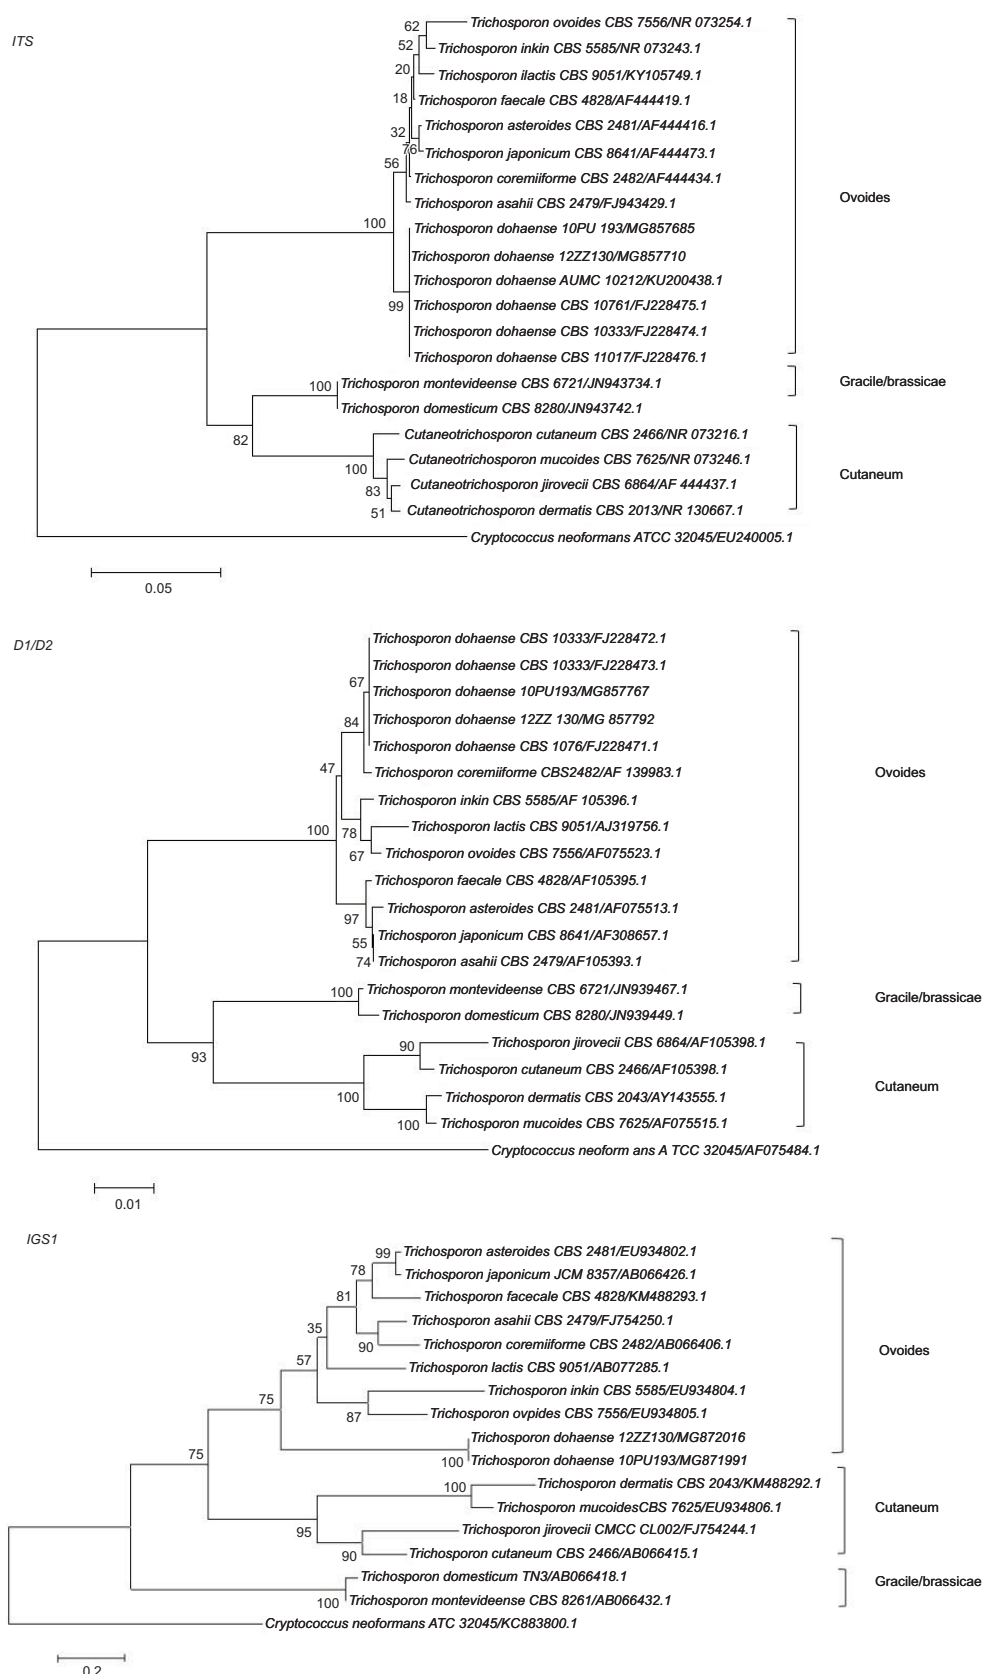 ITS
62
Trichosporon ovoides CBS 7556/NR 073254.1
52
Trichosporon inkin CBS 5585/NR 073243.1
20
Trichosporon ilactis CBS 9051/KY105749.1
18
Trichosporon faecale CBS 4828/AF444419.1
32
Trichosporon asteroides CBS 2481/AF444416.1
76
Trichosporon japonicum CBS 8641/AF444473.1
56
Trichosporon coremiiforme CBS 2482/AF444434.1
Trichosporon asahii CBS 2479/FJ943429.1
Ovoides
100
Trichosporon dohaense 10PU 193/MG857685
Trichosporon dohaense 12ZZ130/MG857710
Trichosporon dohaense AUMC 10212/KU200438.1
99
Trichosporon dohaense CBS 10761/FJ228475.1
Trichosporon dohaense CBS 10333/FJ228474.1
Trichosporon dohaense CBS 11017/FJ228476.1
100
Trichosporon montevideense CBS 6721/JN943734.1
Gracile/brassicae
Trichosporon domesticum CBS 8280/JN943742.1
82
Cutaneotrichosporon cutaneum CBS 2466/NR 073216.1
100
Cutaneotrichosporon mucoides CBS 7625/NR 073246.1
Cutaneum
83
Cutaneotrichosporon jirovecii CBS 6864/AF 444437.1
51
Cutaneotrichosporon dermatis CBS 2013/NR 130667.1
Cryptococcus neoformans ATCC 32045/EU240005.1
0.05
D1/D2
Trichosporon dohaense CBS 10333/FJ228472.1
Trichosporon dohaense CBS 10333/FJ228473.1
67
Trichosporon dohaense 10PU193/MG857767
84
Trichosporon dohaense 12ZZ 130/MG 857792
Trichosporon dohaense CBS 1076/FJ228471.1
47
Trichosporon coremiiforme CBS2482/AF 139983.1
Ovoides
Trichosporon inkin CBS 5585/AF 105396.1
100
78
Trichosporon lactis CBS 9051/AJ319756.1
67
Trichosporon ovoides CBS 7556/AF075523.1
Trichosporon faecale CBS 4828/AF105395.1
97
Trichosporon asteroides CBS 2481/AF075513.1
55
Trichosporon japonicum CBS 8641/AF308657.1
74
Trichosporon asahii CBS 2479/AF105393.1
100
Trichosporon montevideense CBS 6721/JN939467.1
Gracile/brassicae
Trichosporon domesticum CBS 8280/JN939449.1
93
90
Trichosporon jirovecii CBS 6864/AF105398.1
Trichosporon cutaneum CBS 2466/AF105398.1
Cutaneum
100
Trichosporon dermatis CBS 2043/AY143555.1
100
Trichosporon mucoides CBS 7625/AF075515.1
Cryptococcus neoform ans A TCC 32045/AF075484.1
0.01
IGS1
99
Trichosporon asteroides CBS 2481/EU934802.1
78
Trichosporon japonicum JCM 8357/AB066426.1
81
Trichosporon facecale CBS 4828/KM488293.1
35
Trichosporon asahii CBS 2479/FJ754250.1
90
Trichosporon coremiiforme CBS 2482/AB066406.1
Ovoides
57
Trichosporon lactis CBS 9051/AB077285.1
75
Trichosporon inkin CBS 5585/EU934804.1
87
Trichosporon ovpides CBS 7556/EU934805.1
Trichosporon dohaense 12ZZ130/MG872016
75
100
Trichosporon dohaense 10PU193/MG871991
100
Trichosporon dermatis CBS 2043/KM488292.1
Trichosporon mucoidesCBS 7625/EU934806.1
Cutaneum
95
Trichosporon jirovecii CMCC CL002/FJ754244.1
90
Trichosporon cutaneum CBS 2466/AB066415.1
Trichosporon domesticum TN3/AB066418.1
Gracile/brassicae
100
Trichosporon montevideense CBS 8261/AB066432.1
Cryptococcus neoformans ATC 32045/KC883800.1
0.2